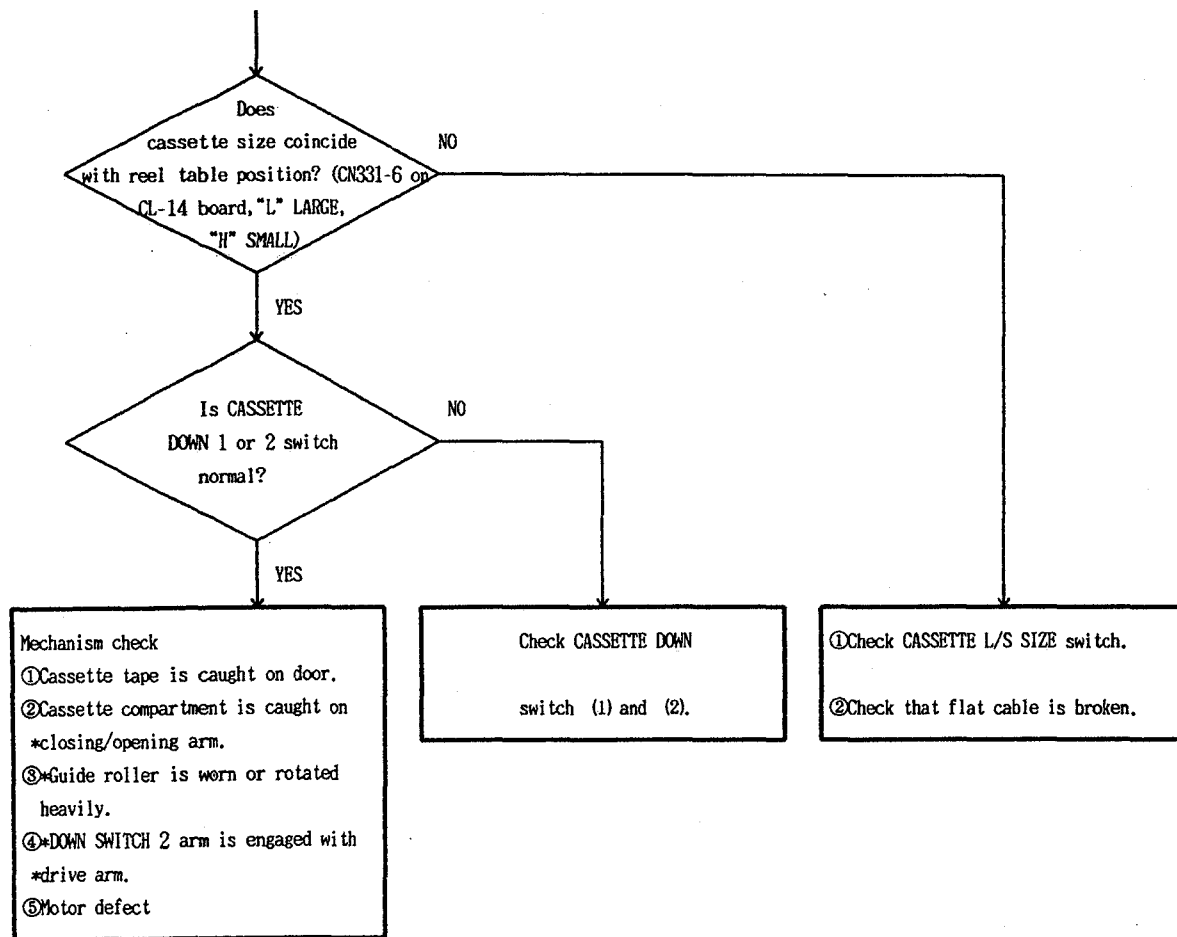 Does
cassette size coincide
with reel table position? (CN331-6 on
CL-14 board, "L" LARGE,
"H" SMALL)
NO
YES
Is CASSETTE
DOWN 1 or 2 switch
normal?
NO
YES
Mechanism check
①Cassette tape is caught on door.
②Cassette compartment is caught on
*closing/opening arm.
③*Guide roller is worn or rotated
heavily.
④*DOWN SWITCH 2 arm is engaged with
*drive arm.
⑤Motor defect
Check CASSETTE DOWN
switch (1) and (2).
①Check CASSETTE L/S SIZE switch.
②Check that flat cable is broken.